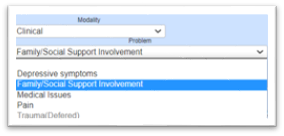 Modality
Clinical
Problem
Family/Social Support Involvement
Depressive symptoms
Family/Social Support Involvement
Medical Issues
Pain
Trauma(Defered)